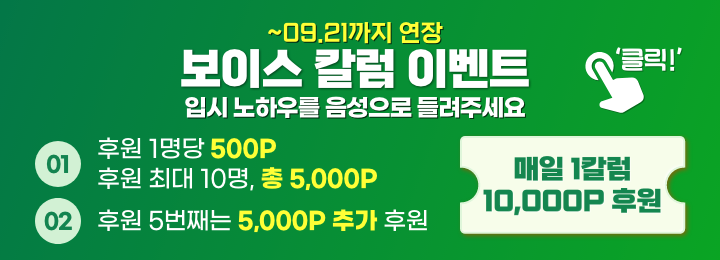 ~09.21까지 연장
보이스 칼럼 이벤트
'클릭!'
입시 노하우를 음성으로 들려주세요
01
후원 1명당 500P
후원 최대 10명, 총 5,000P
02
후원 5번째는 5,000P 추가 후원
매일 1칼럼
10,000P 후원